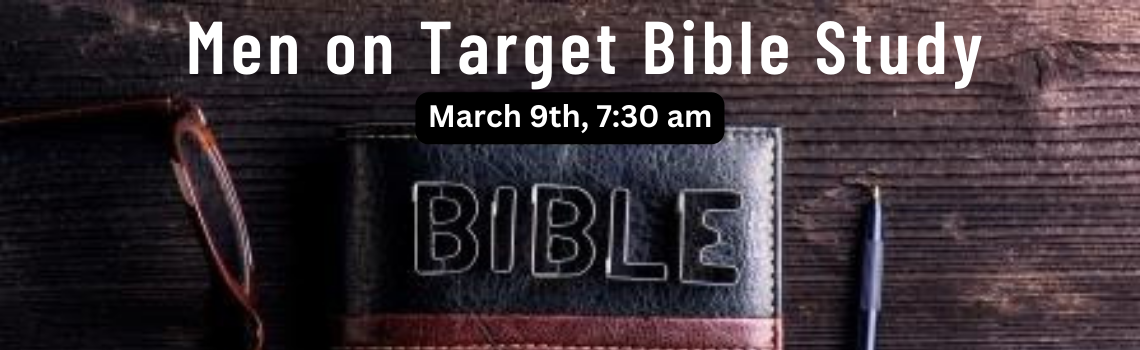 Men on Target Bible Study
March 9th, 7:30 am
BIBLE